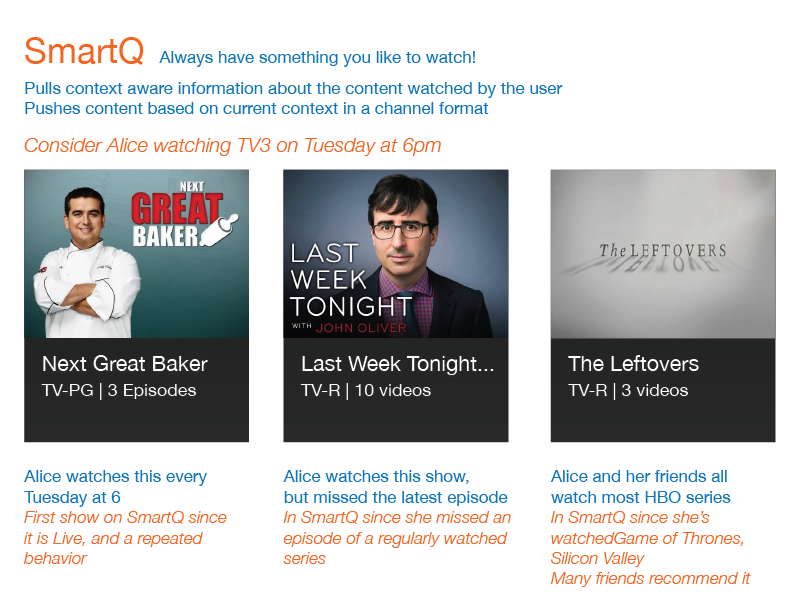 SmartQ Always have something you like to watch!
Pulls context aware information about the content watched by the user
Pushes content based on current context in a channel format
Consider Alice watching TV3 on Tuesday at 6pm
NEXT
GREAT
BAKER
Next Great Baker
TV-PG | 3 Episodes
LAST
WEEK
TONIGHT
WITH JOHN OLIVER
Last Week Tonight...
TV-R | 10 videos
The LEFTOVERS
The Leftovers
TV-R | 3 videos
Alice watches this every
Tuesday at 6
First show on SmartQ since
it is Live, and a repeated
behavior
Alice watches this show,
but missed the latest episode
In SmartQ since she missed an
episode of a regularly watched
series
Alice and her friends all
watch most HBO series
In SmartQ since she's
watchedGame of Thrones,
Silicon Valley
Many friends recommend it